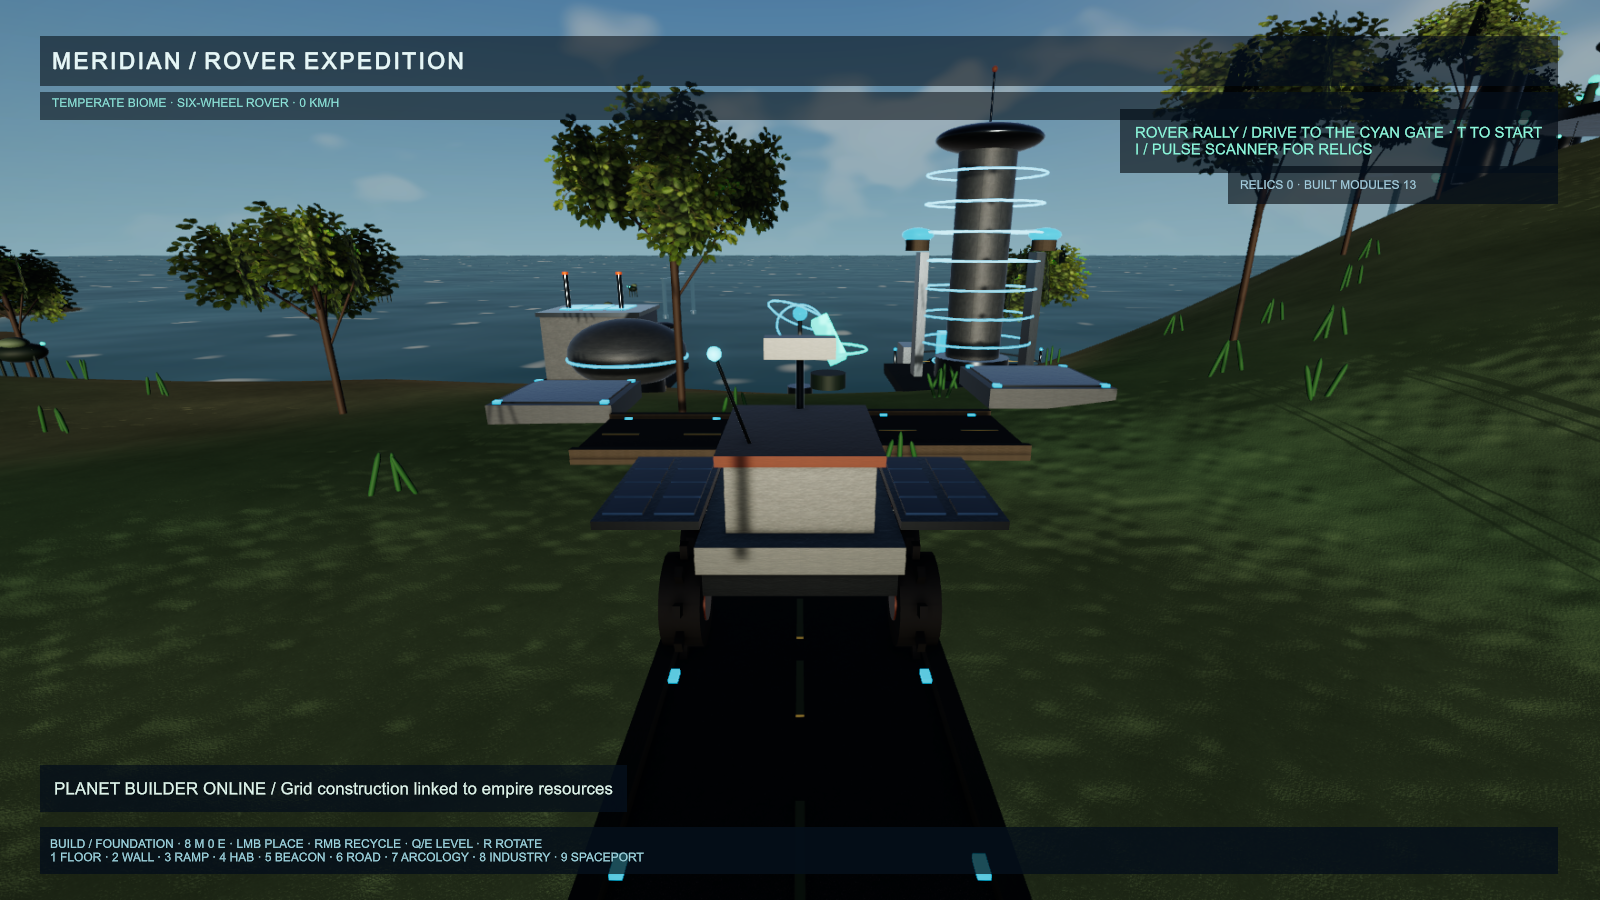 MERIDIAN / ROVER EXPEDITION
TEMPERATE BIOME · SIX-WHEEL ROVER · 0 KM/H
ROVER RALLY / DRIVE TO THE CYAN GATE · T TO START
I / PULSE SCANNER FOR RELICS
RELICS 0 · BUILT MODULES 13
PLANET BUILDER ONLINE / Grid construction linked to empire resources
BUILD / FOUNDATION · 8 M 0 E · LMB PLACE · RMB RECYCLE · Q/E LEVEL · R ROTATE
1 FLOOR · 2 WALL · 3 RAMP · 4 HAB · 5 BEACON · 6 ROAD · 7 ARCOLOGY · 8 INDUSTRY · 9 SPACEPORT